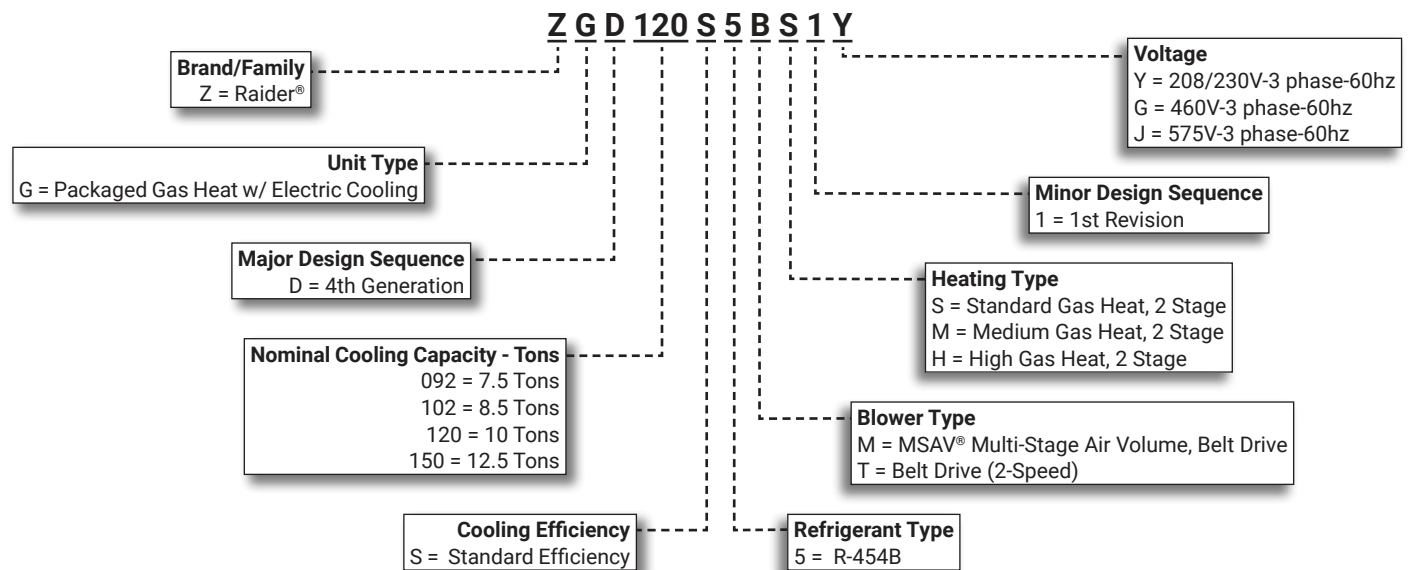 Z G D 120 S 5 B S 1 Y
Brand/Family
Z = Raider®
Voltage
Y = 208/230V-3 phase-60hz
G = 460V-3 phase-60hz
J = 575V-3 phase-60hz
Unit Type
G = Packaged Gas Heat w/ Electric Cooling
Minor Design Sequence
1 = 1st Revision
Major Design Sequence
D = 4th Generation
Heating Type
S = Standard Gas Heat, 2 Stage
M = Medium Gas Heat, 2 Stage
H = High Gas Heat, 2 Stage
Nominal Cooling Capacity - Tons
092 = 7.5 Tons
102 = 8.5 Tons
120 = 10 Tons
150 = 12.5 Tons
Blower Type
M = MSAV® Multi-Stage Air Volume, Belt Drive
T = Belt Drive (2-Speed)
Cooling Efficiency
S = Standard Efficiency
Refrigerant Type
5 = R-454B